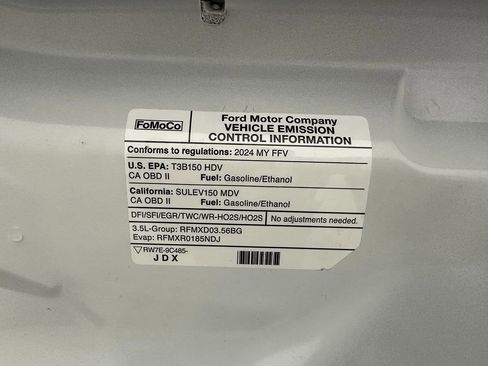 FoMoCo
Ford Motor Company
VEHICLE EMISSION
CONTROL INFORMATION
Conforms to regulations: 2024 MY FFV
U.S. EPA: T3B150 HDV
CA OBD II Fuel: Gasoline/Ethanol
California: SULEV150 MDV
CA OBD II Fuel: Gasoline/Ethanol
DFI/SFI/EGR/TWC/WR-HO2S/HO2S No adjustments needed.
3.5L-Group: RFMXD03.56BG
Evap: RFMXR0185NDJ
RW7E-9C485-
JDX